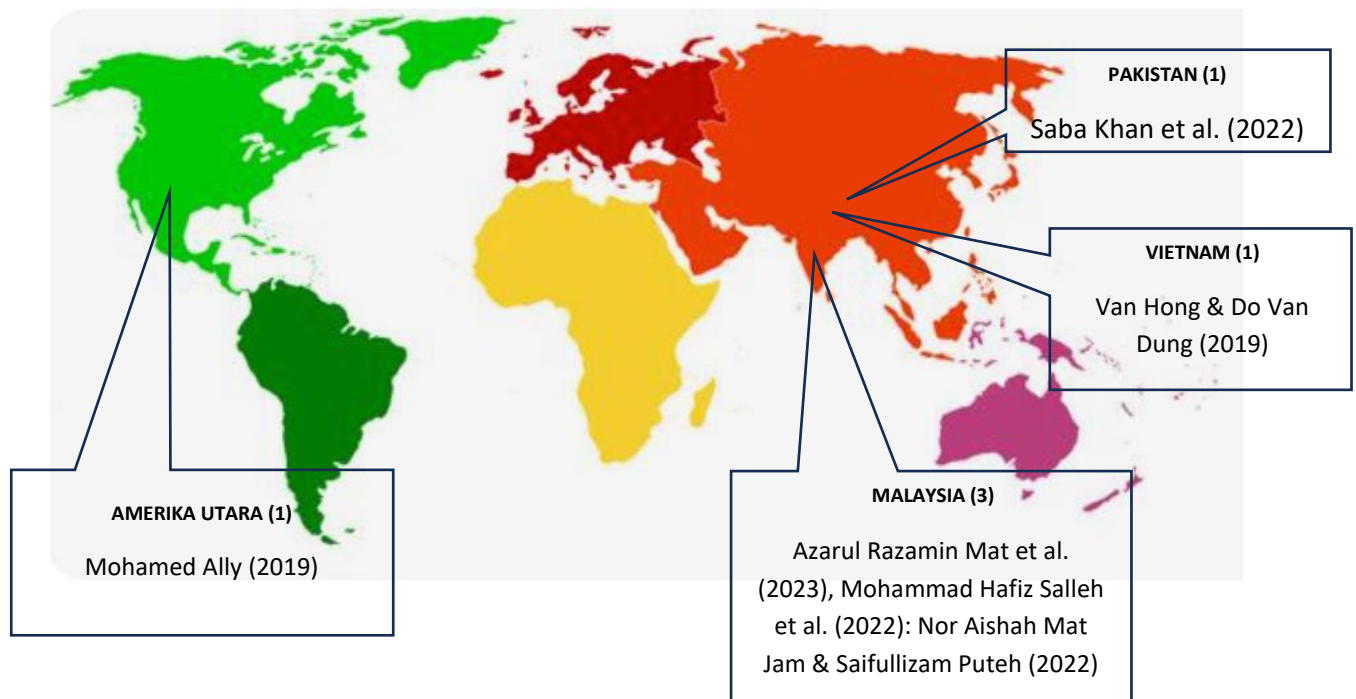 PAKISTAN (1)
Saba Khan et al. (2022)
VIETNAM (1)
Van Hong & Do Van
Dung (2019)
AMERIKA UTARA (1)
Mohamed Ally (2019)
MALAYSIA (3)
Azarul Razamin Mat et al.
(2023), Mohammad Hafiz Salleh
et al. (2022): Nor Aishah Mat
Jam & Saifullizam Puteh (2022)